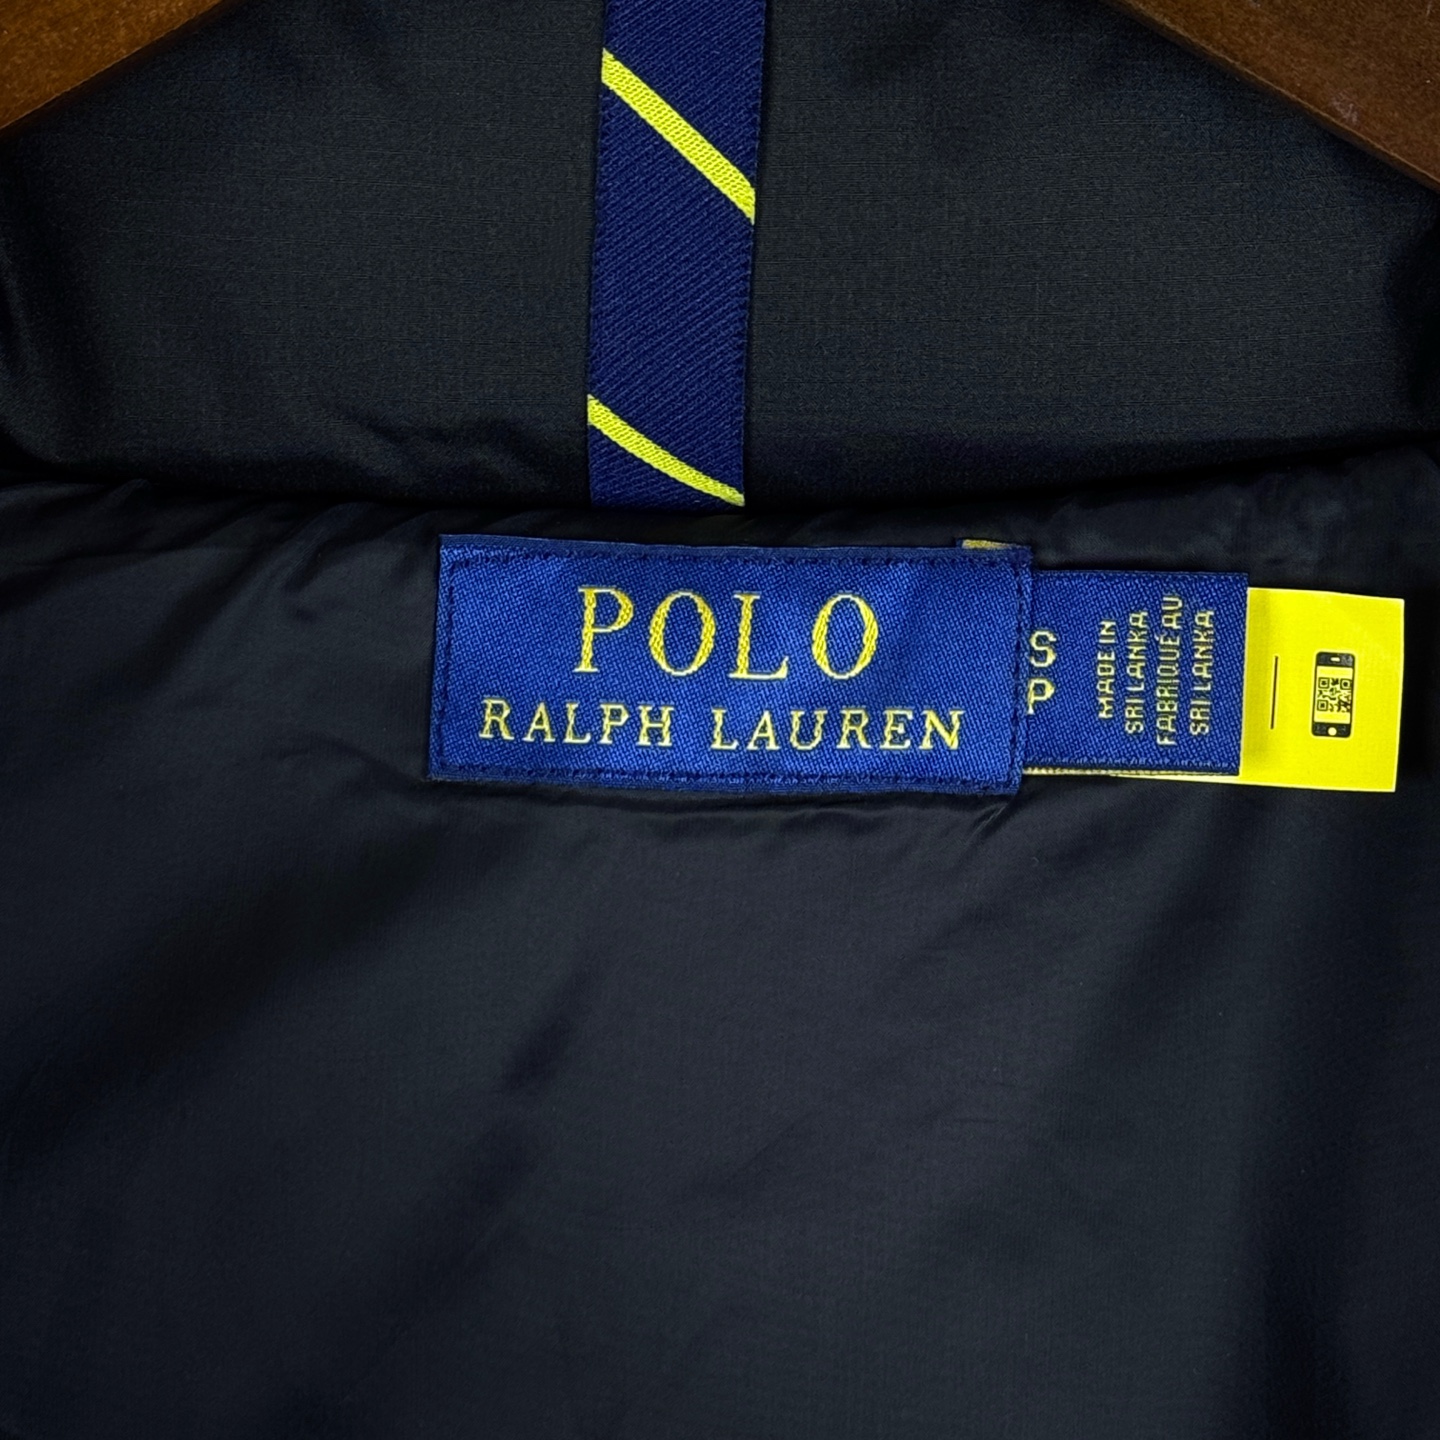 POLO
RALPH LAUREN
S
P
MADE IN
SRI LANKA
FABRIQUÉ AU
SRI LANKA